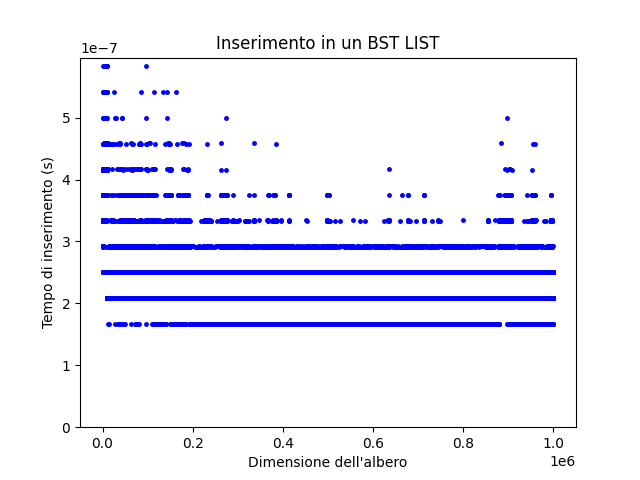 Inserimento in un BST LIST
1e−7
5
4
3
2
1
0
Tempo di inserimento (s)
0.0 0.2 0.4 0.6 0.8 1.0
1e6
Dimensione dell'albero